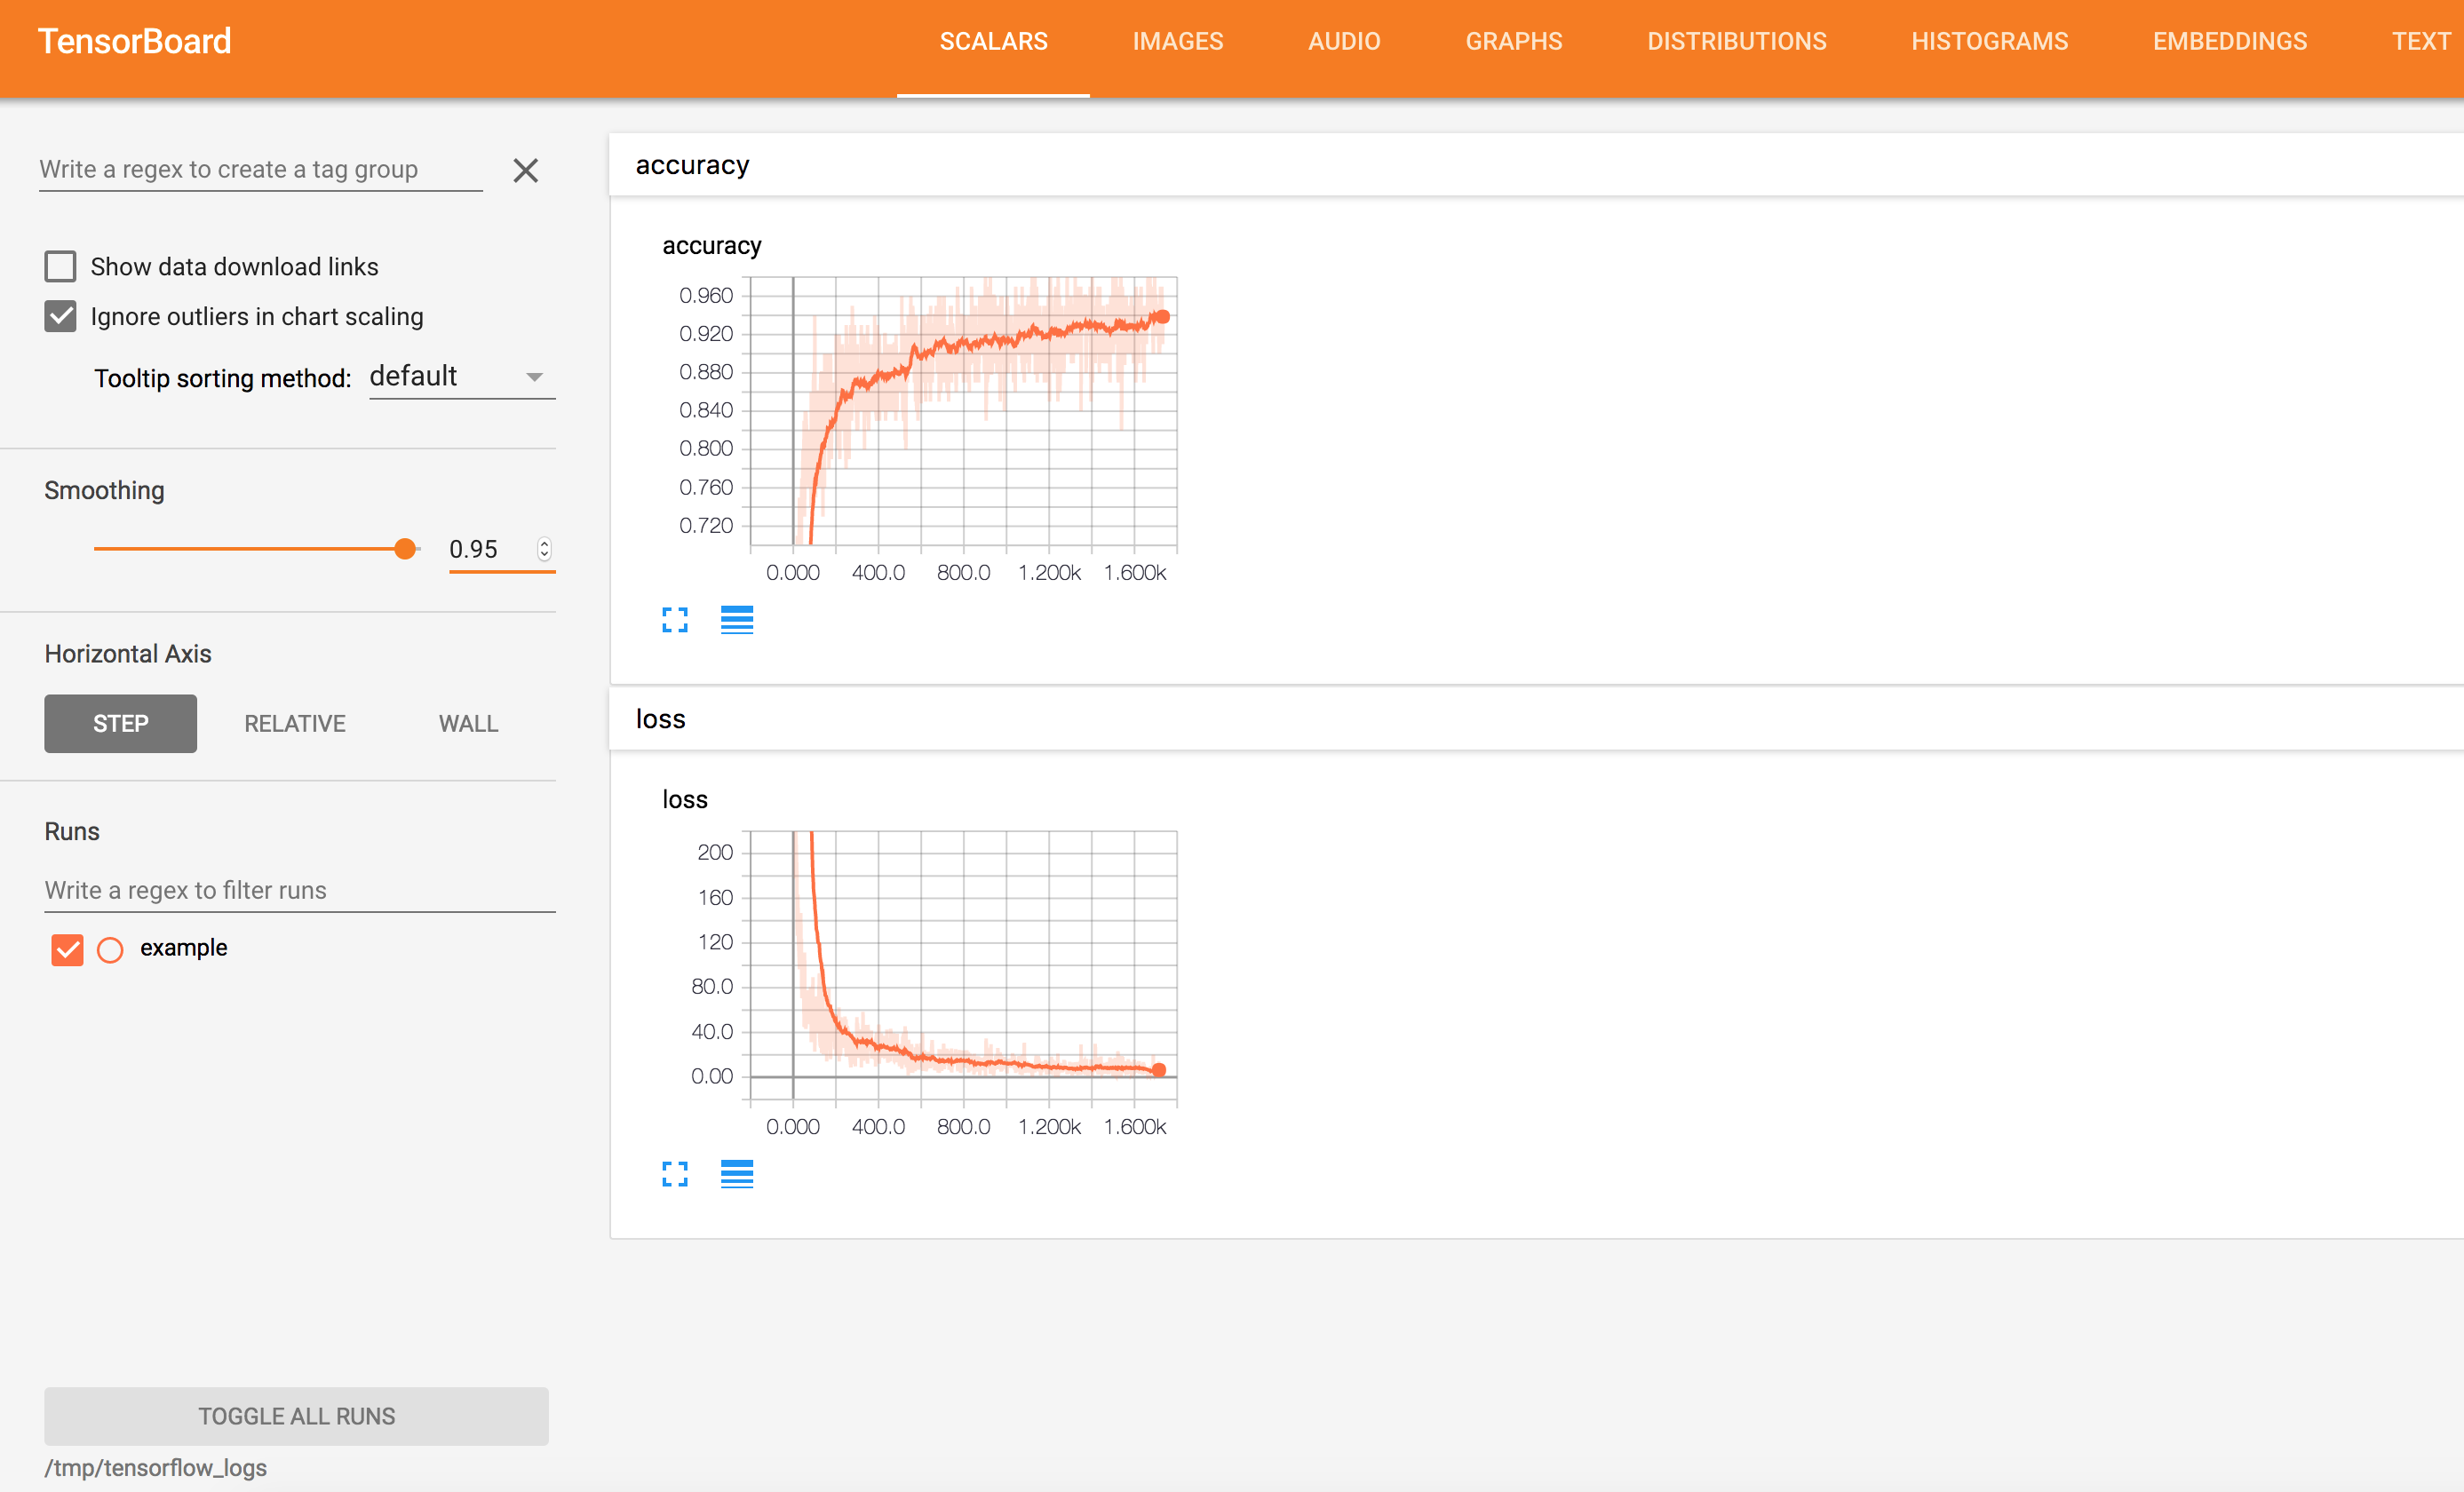 TensorBoard
SCALARS IMAGES AUDIO GRAPHS DISTRIBUTIONS HISTOGRAMS EMBEDDINGS TEXT
Write a regex to create a tag group
Show data download links
Ignore outliers in chart scaling
Tooltip sorting method: default
Smoothing
0.95
Horizontal Axis
STEP RELATIVE WALL
Runs
Write a regex to filter runs
example
TOGGLE ALL RUNS
/tmp/tensorflow_logs
accuracy
accuracy
0.960
0.920
0.880
0.840
0.800
0.760
0.720
0.000 400.0 800.0 1.200k 1.600k
loss
loss
200
160
120
80.0
40.0
0.00
0.000 400.0 800.0 1.200k 1.600k